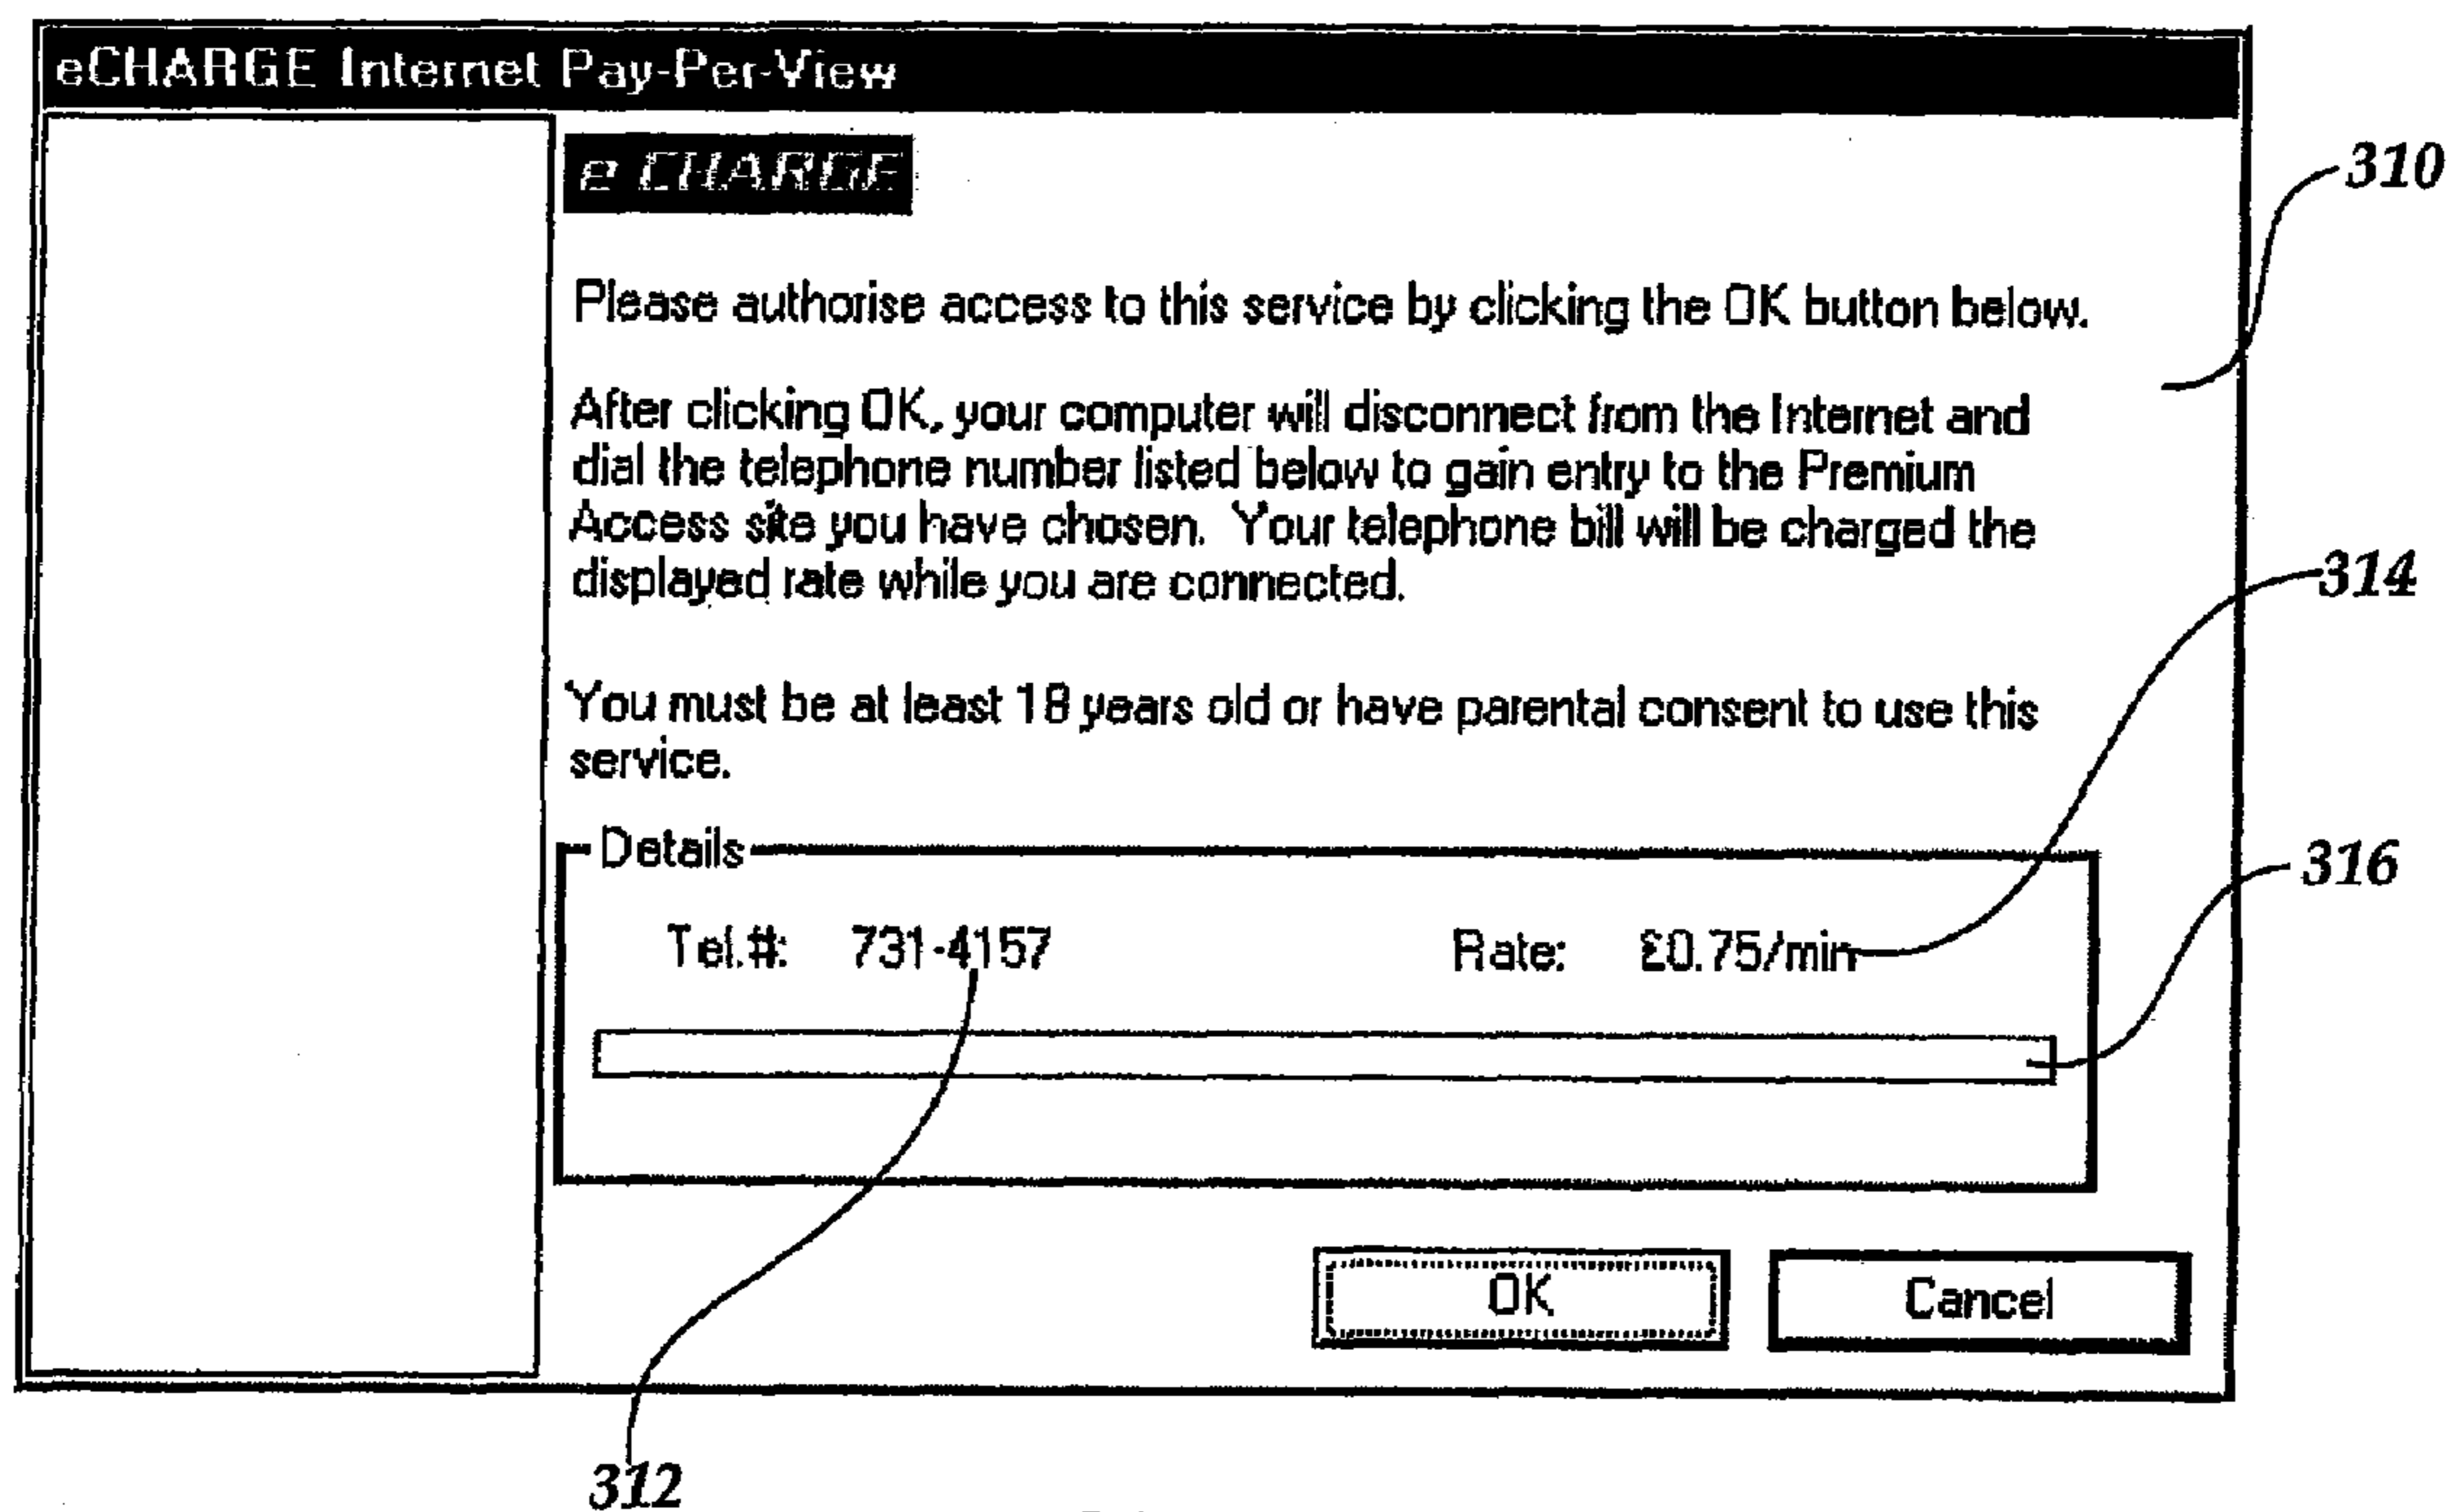 eCHARGE Internet Pay-Per-View
e CHARGE
310
Please authorise access to this service by clicking the OK button below.
After clicking OK, your computer will disconnect from the Internet and
dial the telephone number listed below to gain entry to the Premium
Access site you have chosen. Your telephone bill will be charged the
displayed rate while you are connected.
314
You must be at least 18 years old or have parental consent to use this
service.
Details
316
Tel.#: 731-4157 Rate: £0.75/min
OK Cancel
312